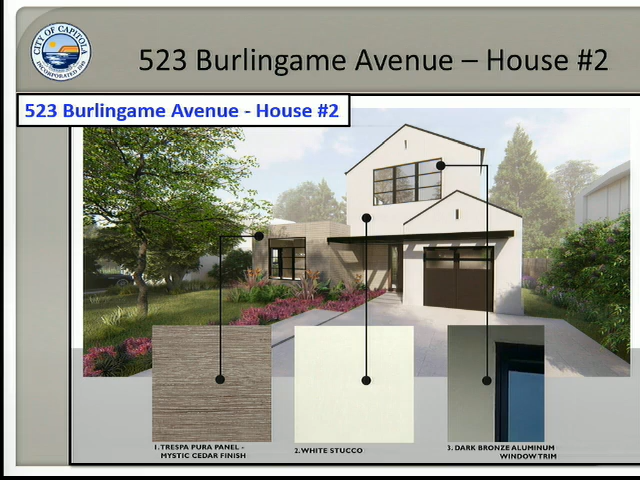 CITY OF CAPITOLA
INCORPORATED 1949
523 Burlingame Avenue – House #2
523 Burlingame Avenue - House #2
1. TRESPA PURA PANEL -
MYSTIC CEDAR FINISH
2. WHITE STUCCO
3. DARK BRONZE ALUMINUM
WINDOW TRIM